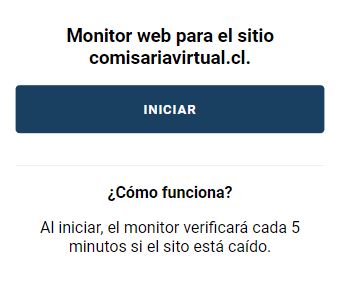 Monitor web para el sitio
comisariavirtual.cl.
INICIAR
¿Cómo funciona?
Al iniciar, el monitor verificará cada 5
minutos si el sito está caído.